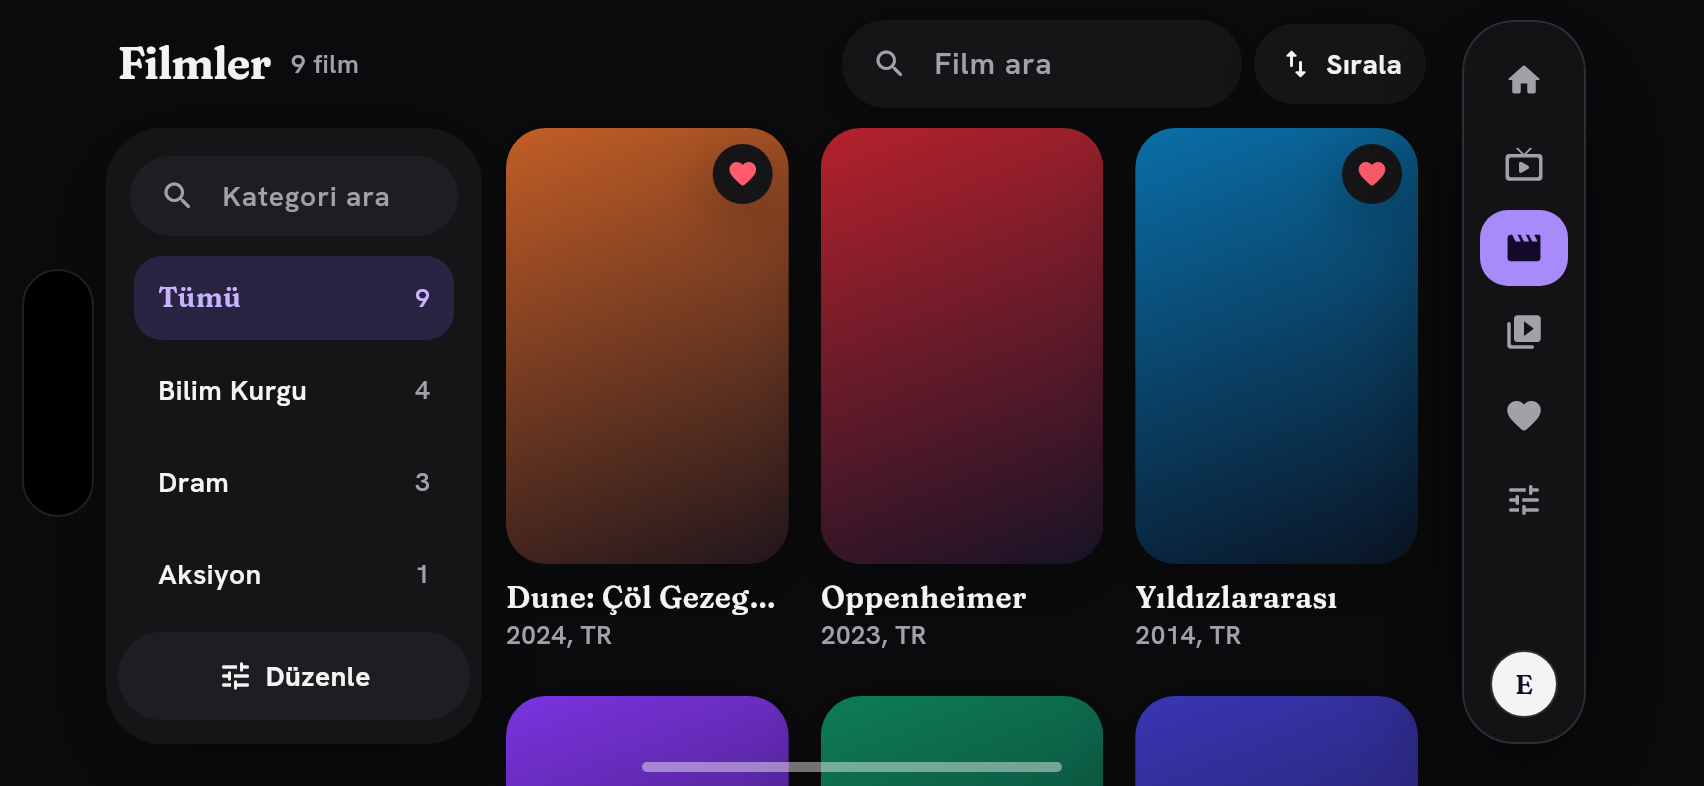 Filmler 9 film
Film ara
Sırala
Kategori ara
Tümü 9
Bilim Kurgu 4
Dram 3
Aksiyon 1
Düzenle
Dune: Çöl Gezeg...
2024, TR
Oppenheimer
2023, TR
Yıldızlararası
2014, TR
E